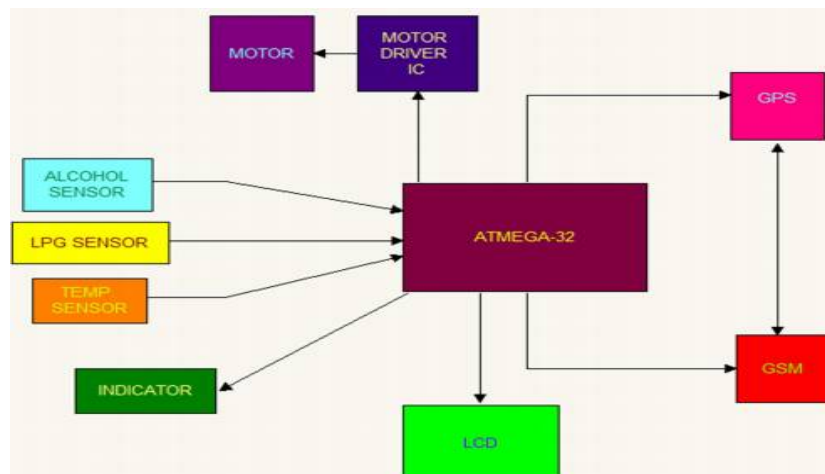 MOTOR
MOTOR
DRIVER
IC
GPS
ALCOHOL
SENSOR
LPG SENSOR
ATMEGA-32
TEMP
SENSOR
INDICATOR
GSM
LCD